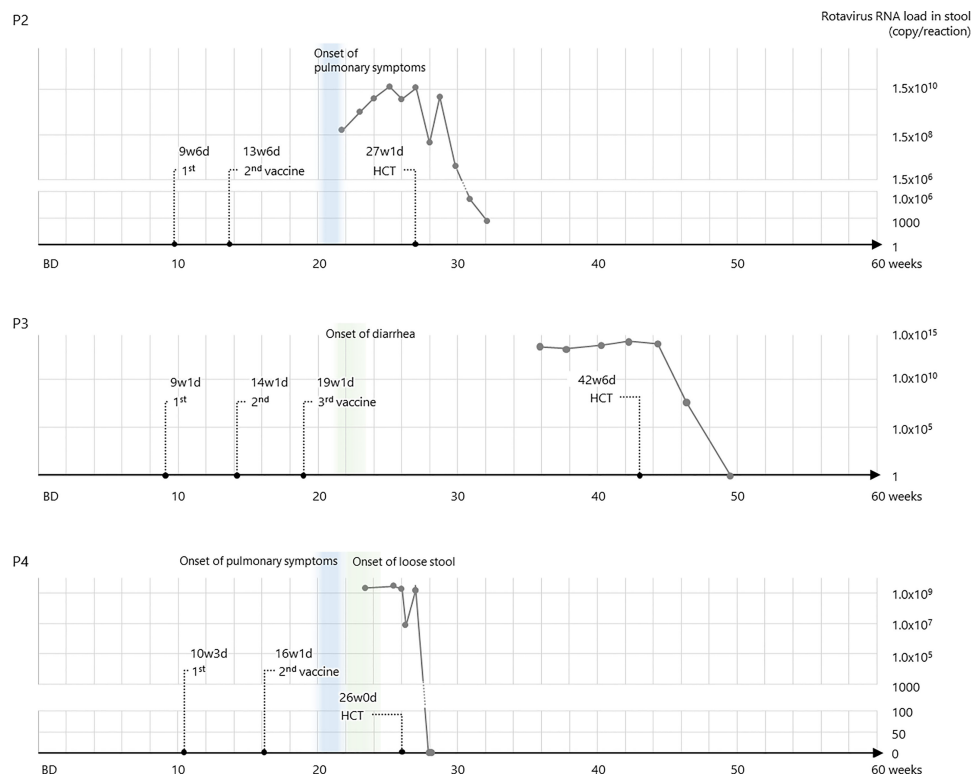 P2
Rotavirus RNA load in stool
(copy/reaction)
Onset of
pulmonary symptoms
1.5x10¹⁰
1.5x10⁸
9w6d
13w6d
27w1d
1ˢᵗ
2ⁿᵈ vaccine
HCT
1.5x10⁶
1.0x10⁶
1000
1
BD
10
20
30
40
50
60 weeks
P3
Onset of diarrhea
1.0x10¹⁵
1.0x10¹⁰
9w1d
14w1d
19w1d
42w6d
1ˢᵗ
2ⁿᵈ
3ʳᵈ vaccine
HCT
1.0x10⁵
1
BD
10
20
30
40
50
60 weeks
P4
Onset of pulmonary symptoms
Onset of loose stool
1.0x10⁹
1.0x10⁷
10w3d
16w1d
1.0x10⁵
1ˢᵗ
2ⁿᵈ vaccine
1000
26w0d
HCT
100
50
0
BD
10
20
30
40
50
60 weeks